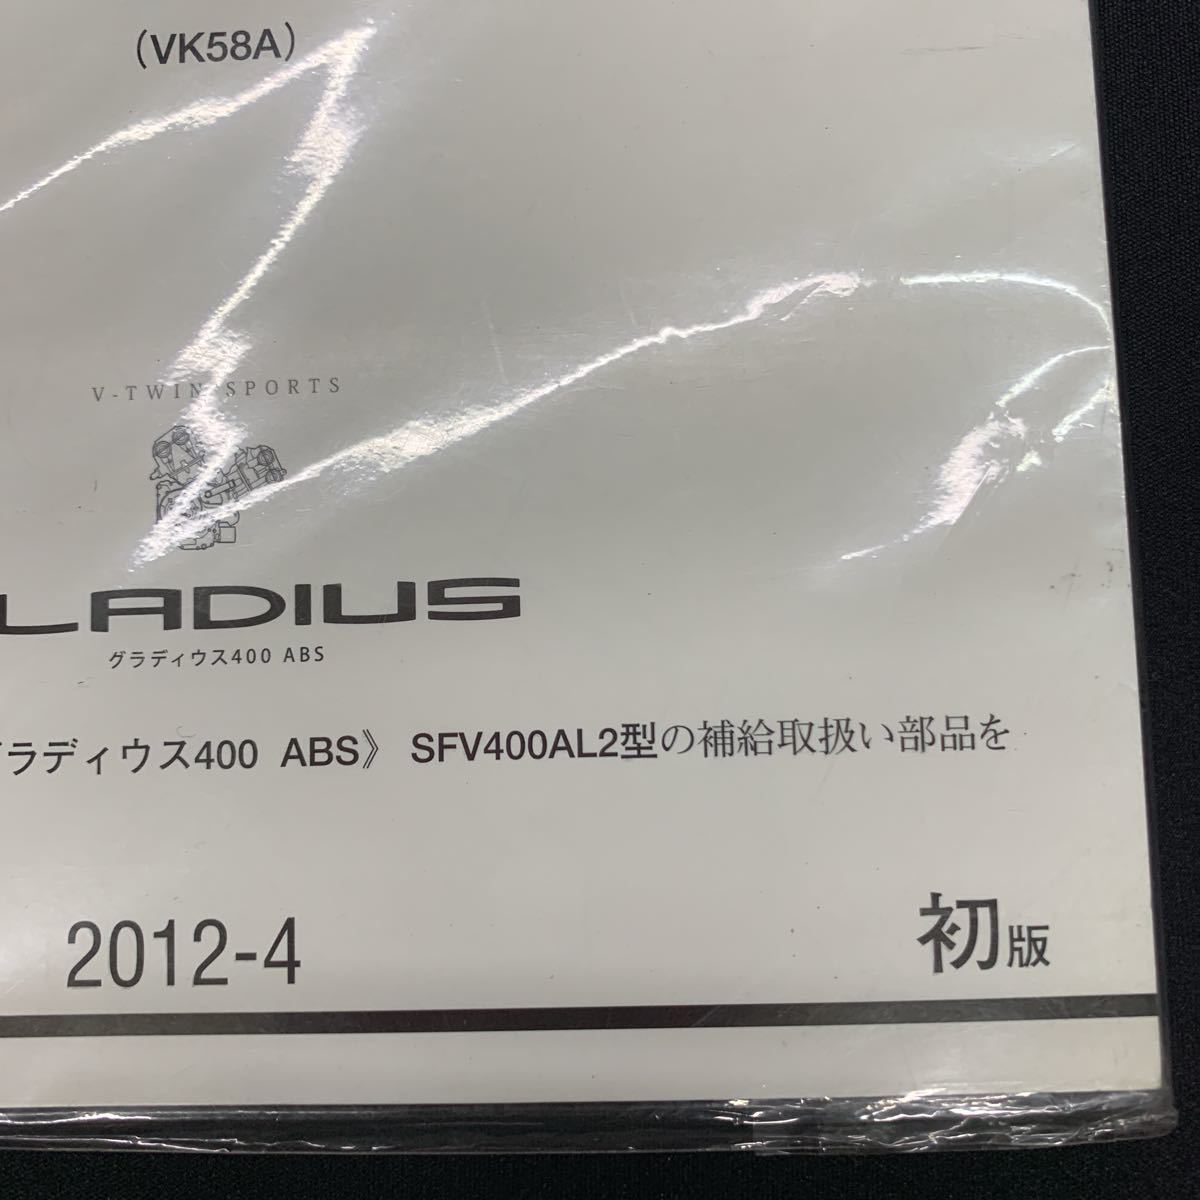 (VK58A)
V-TWIN SPORTS
LADIUS
グラディウス400 ABS
ラディウス400 ABS》 SFV400AL2型の補給取扱い部品を
2012-4
初版